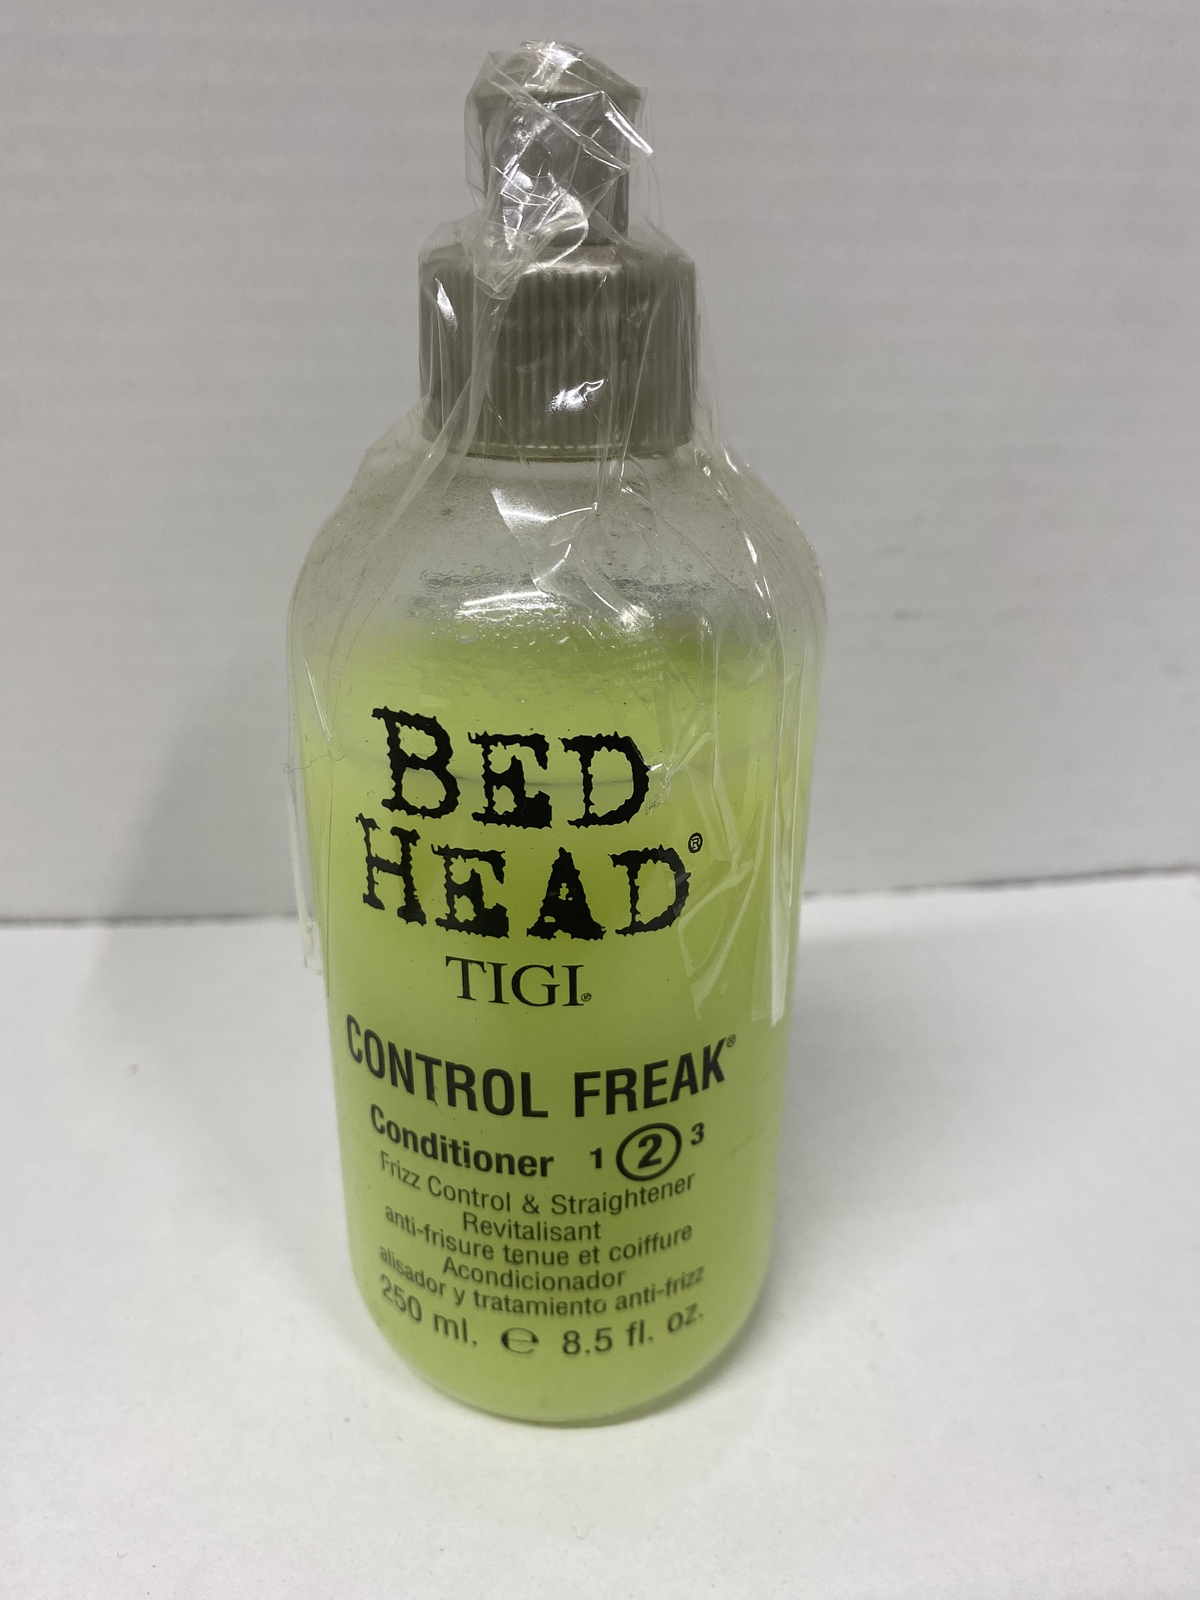 BED
HEAD®
TIGI®
CONTROL FREAK®
Conditioner 1 2 3
Frizz Control & Straightener
Revitalisant
anti-frisure tenue et coiffure
Acondicionador
alisador y tratamiento anti-frizz
250 ml. ℮ 8.5 fl. oz.